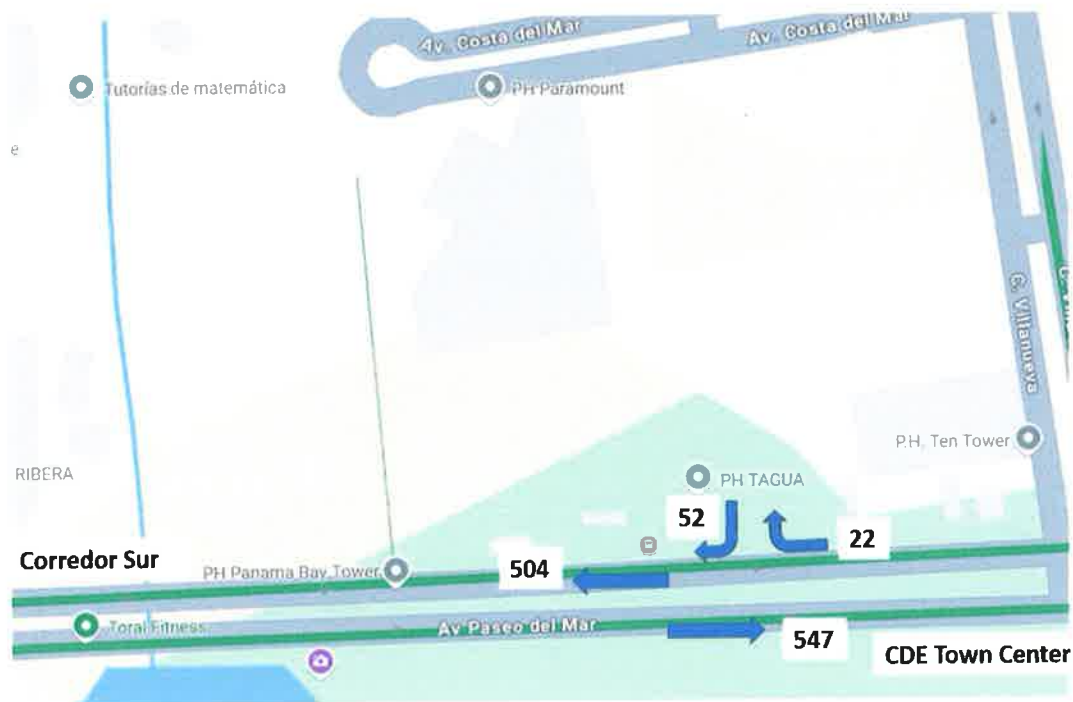 Av. Costa del Mar
Av. Costa del Mar
Tutorías de matemática
PH Paramount
e
C. Villanueva
P.H. Ten Tower
RIBERA
PH TAGUA
52
22
Corredor Sur
PH Panama Bay Tower
504
Toral Fitness
Av Paseo del Mar
547
CDE Town Center